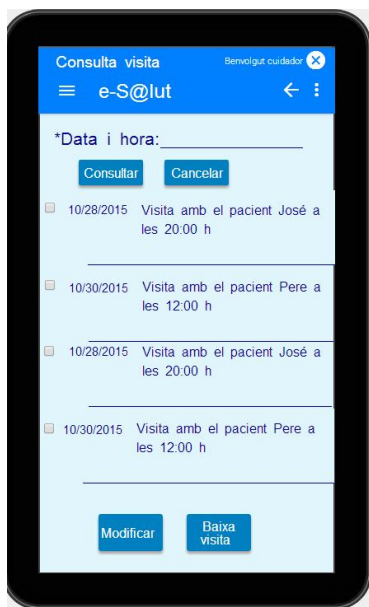 Consulta visita
Benvolgut cuidador
e-S@lut
*Data i hora:
Consultar
Cancelar
10/28/2015 Visita amb el pacient José a
les 20:00 h
10/30/2015 Visita amb el pacient Pere a
les 12:00 h
10/28/2015 Visita amb el pacient José a
les 20:00 h
10/30/2015 Visita amb el pacient Pere a
les 12:00 h
Modificar
Baixa
visita